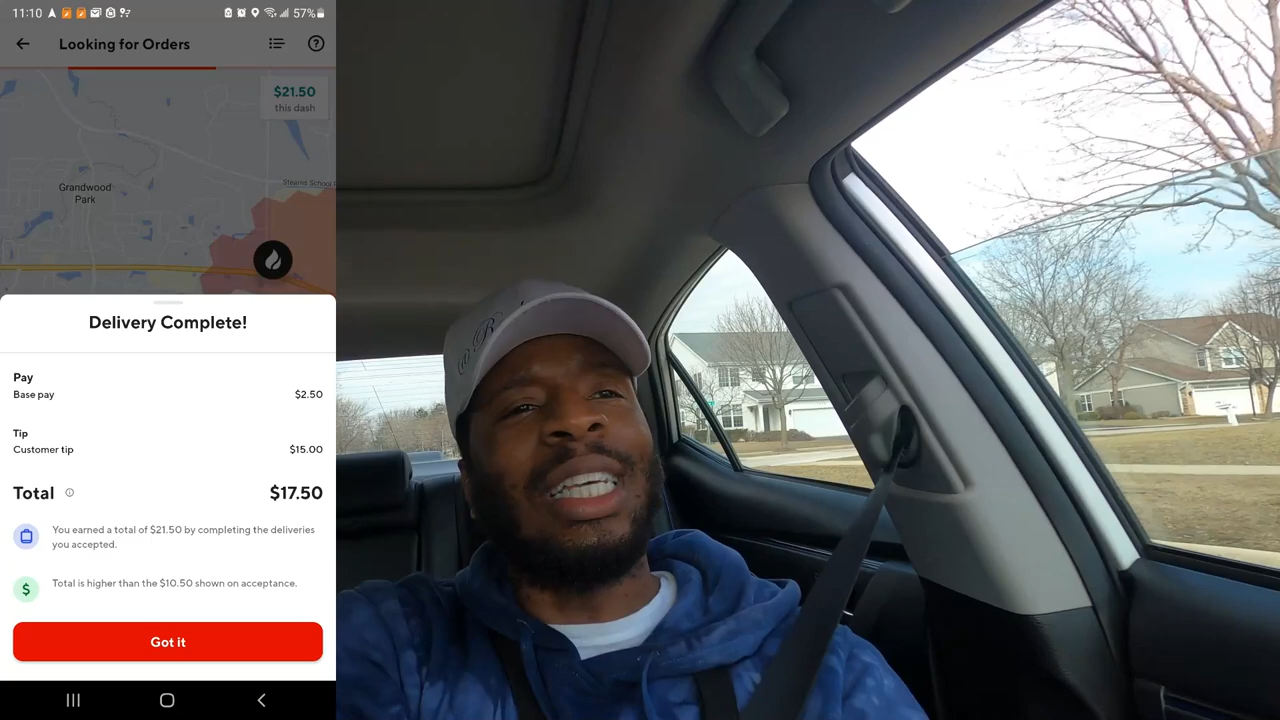 11:10
57%
Looking for Orders
$21.50
this dash
Grandwood
Park
Stearns School
Delivery Complete!
Pay
Base pay $2.50
Tip
Customer tip $15.00
Total $17.50
You earned a total of $21.50 by completing the deliveries
you accepted.
Total is higher than the $10.50 shown on acceptance.
Got it